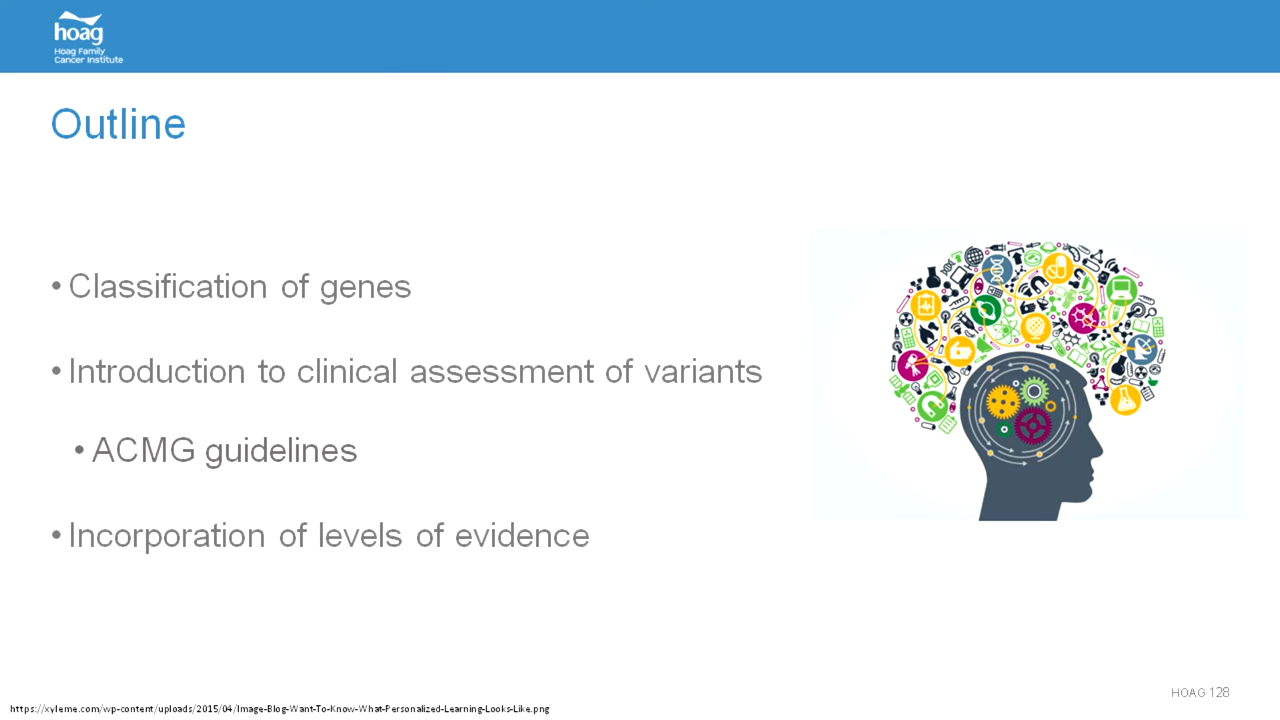 hoag
Hoag Family
Cancer Institute
Outline
• Classification of genes
• Introduction to clinical assessment of variants
• ACMG guidelines
• Incorporation of levels of evidence
HOAG 128
https://xyleme.com/wp-content/uploads/2015/04/Image-Blog-Want-To-Know-What-Personalized-Learning-Looks-Like.png